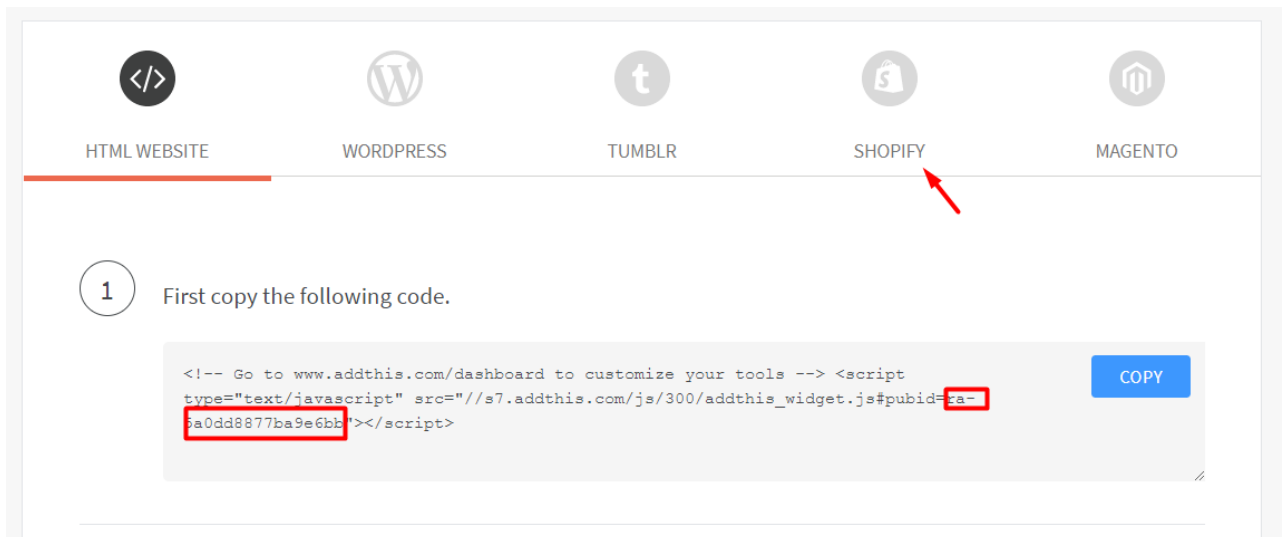 </>
HTML WEBSITE
WORDPRESS
TUMBLR
SHOPIFY
MAGENTO
1
First copy the following code.
COPY
<!-- Go to www.addthis.com/dashboard to customize your tools --> <script
type="text/javascript" src="//s7.addthis.com/js/300/addthis_widget.js#pubid=ra-
5a0dd8877ba9e6bb"></script>